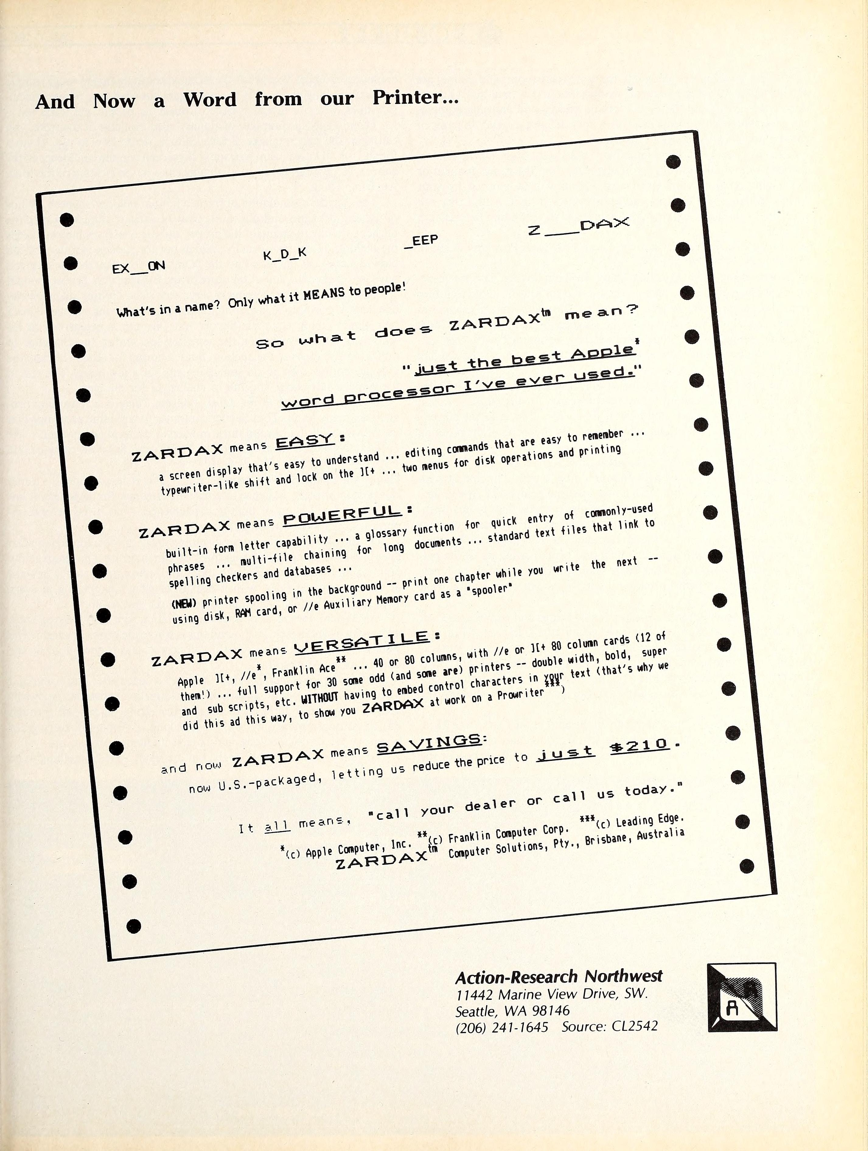 And Now a Word from our Printer...
EX__ON K_D_K _EEP Z___DAX
What's in a name? Only what it MEANS to people!
So what does ZARDAXtm mean?
"just the best Apple*
word processor I've ever used."
ZARDAX means EASY:
a screen display that's easy to understand ... editing commands that are easy to remember ...
typewriter-like shift and lock on the ][+ ... two menus for disk operations and printing
ZARDAX means POWERFUL:
built-in form letter capability ... a glossary function for quick entry of commonly-used
phrases ... multi-file chaining for long documents ... standard text files that link to
spelling checkers and databases ...
(NEW) printer spooling in the background -- print one chapter while you write the next --
using disk, RAM card, or //e Auxiliary Memory card as a "spooler"
ZARDAX means VERSATILE:
Apple ][+, //e*, Franklin Ace** ... 40 or 80 columns, with //e or ][+ 80 column cards (12 of
them!) ... full support for 30 some odd (and some are) printers -- double width, bold, super
and sub scripts, etc. WITHOUT having to embed control characters in your text (that's why we
did this ad this way, to show you ZARDAX at work on a Prowriter***)
and now ZARDAX means SAVINGS:
now U.S.-packaged, letting us reduce the price to just $210.
It all means, "call your dealer or call us today."
*(c) Apple Computer, Inc. **(c) Franklin Computer Corp. ***(c) Leading Edge.
ZARDAXtm Computer Solutions, Pty., Brisbane, Australia
Action-Research Northwest
11442 Marine View Drive, SW.
Seattle, WA 98146
(206) 241-1645 Source: CL2542